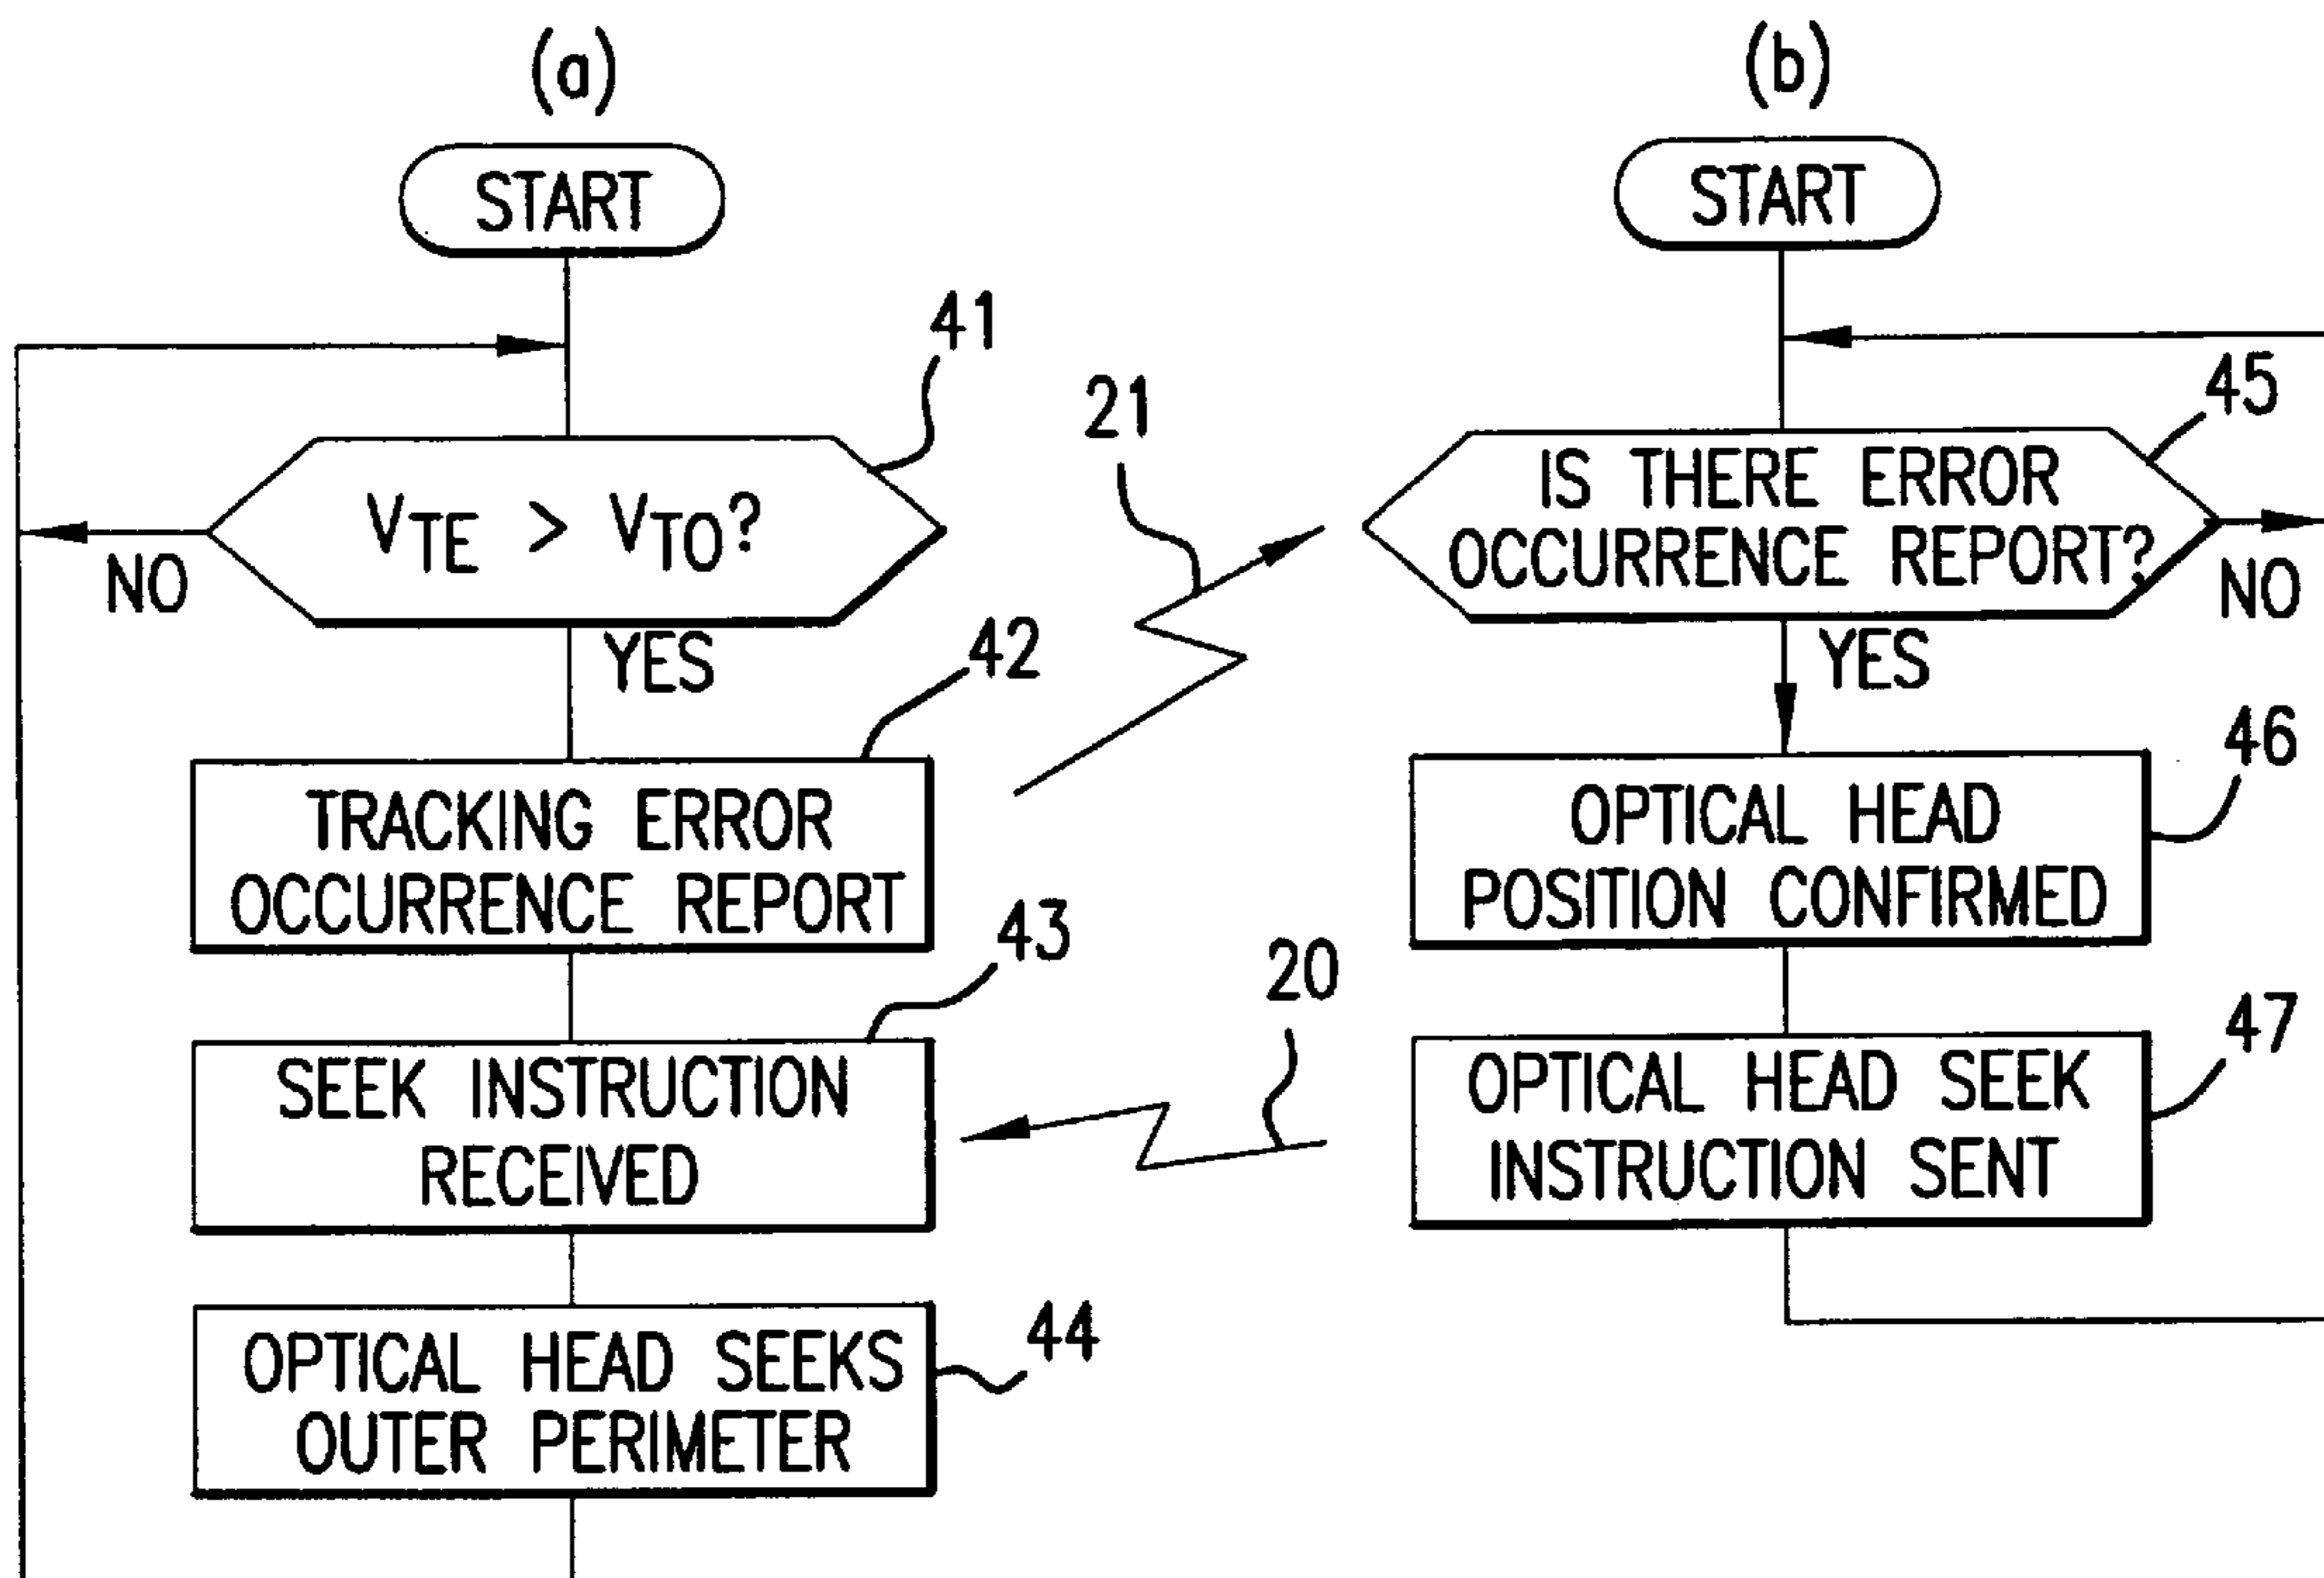 (a)
START
41
V_TE > V_TO?
NO
YES
42
TRACKING ERROR
OCCURRENCE REPORT
43
SEEK INSTRUCTION
RECEIVED
44
OPTICAL HEAD SEEKS
OUTER PERIMETER
21
20
(b)
START
45
IS THERE ERROR
OCCURRENCE REPORT?
NO
YES
46
OPTICAL HEAD
POSITION CONFIRMED
47
OPTICAL HEAD SEEK
INSTRUCTION SENT